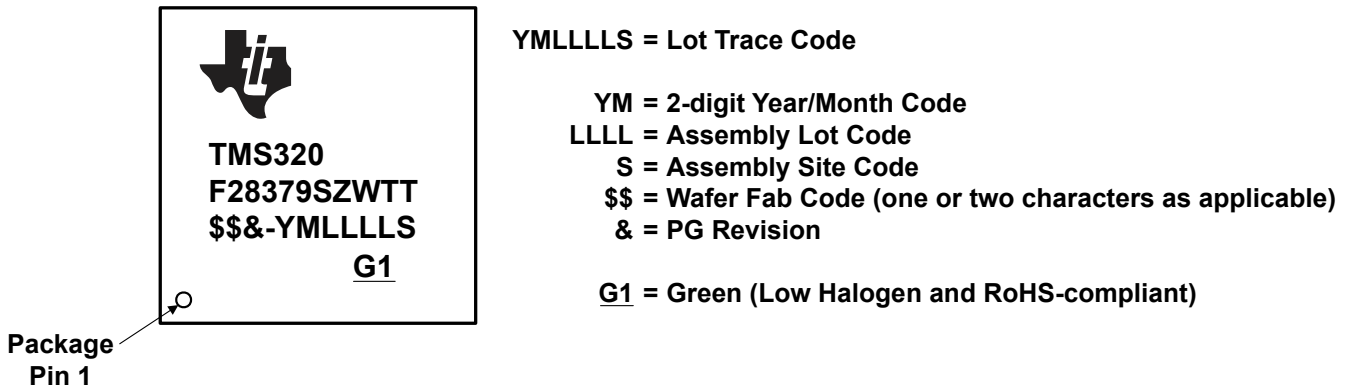 TMS320
F28379SZWTT
$$&-YMLLLLS
G1
Package
Pin 1
YMLLLLS = Lot Trace Code
YM = 2-digit Year/Month Code
LLLL = Assembly Lot Code
S = Assembly Site Code
$$ = Wafer Fab Code (one or two characters as applicable)
& = PG Revision
G1 = Green (Low Halogen and RoHS-compliant)